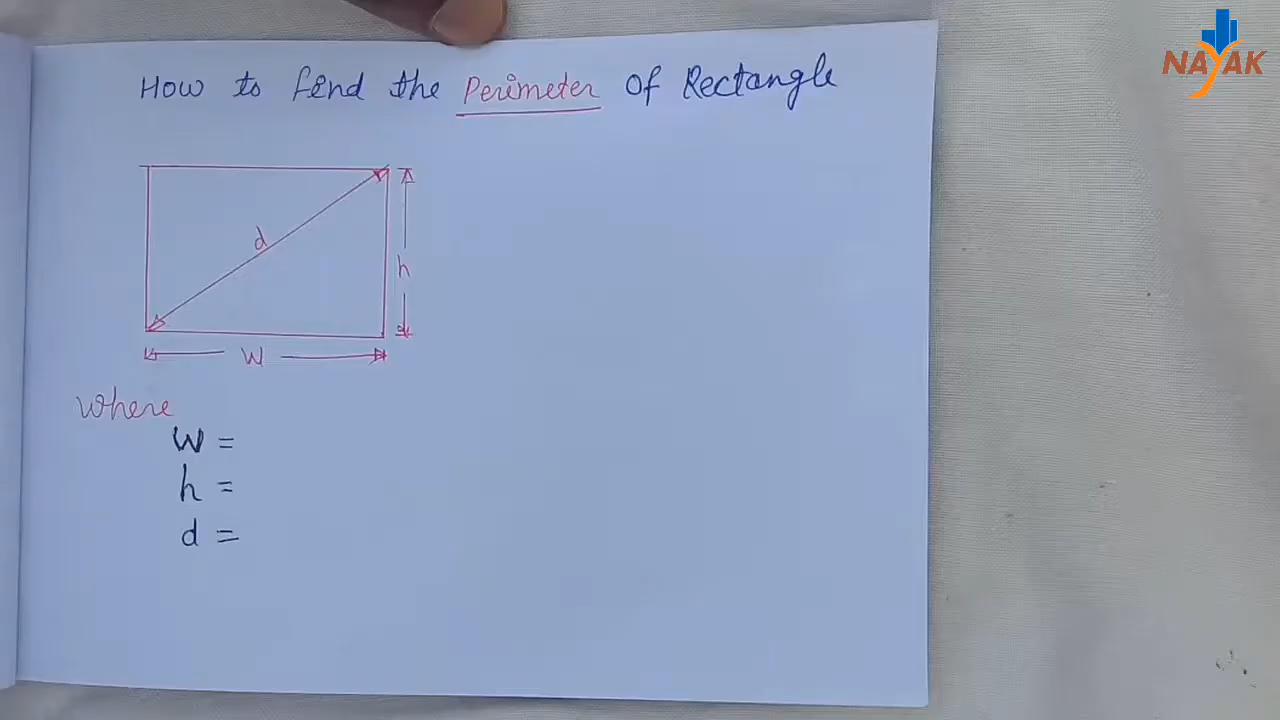 How to find the Perimeter of Rectangle
d
h
W
where
W =
h =
d =
NAYAK